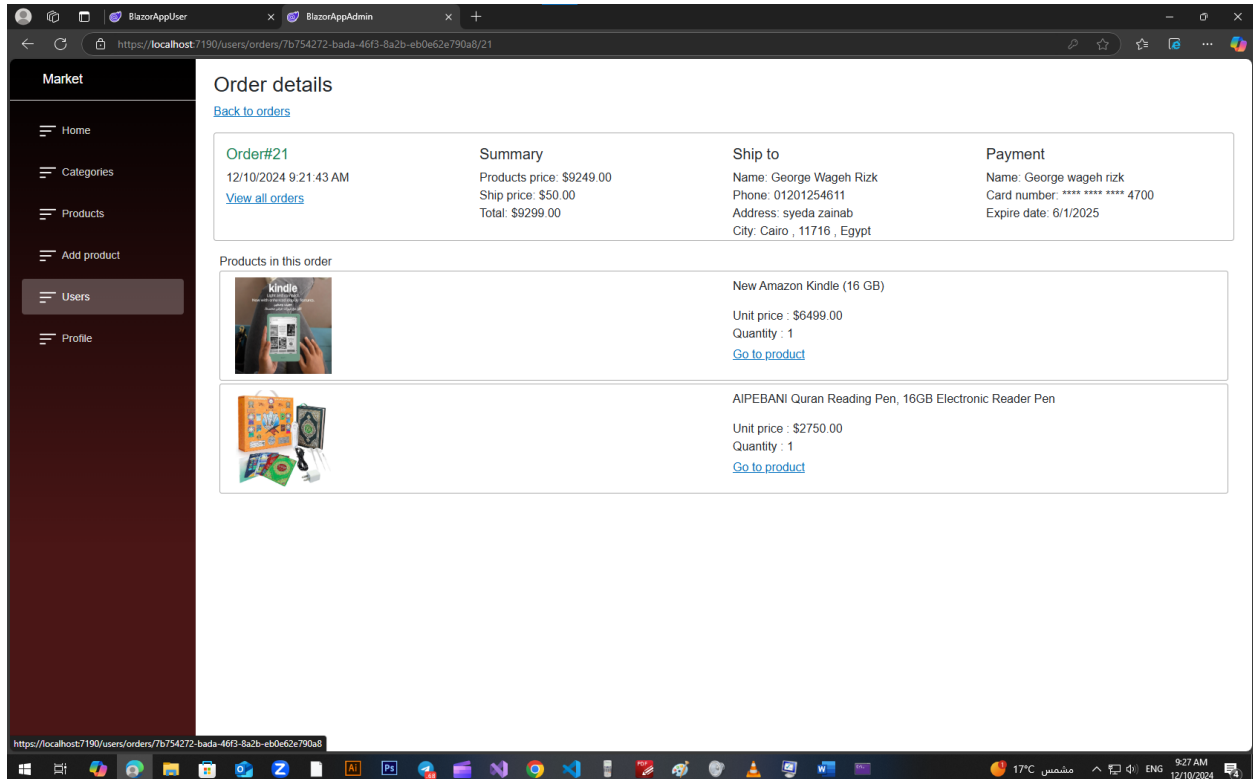 BlazorAppUser
BlazorAppAdmin
https://localhost:7190/users/orders/7b754272-bada-46f3-8a2b-eb0e62e790a8/21
Market
Home
Categories
Products
Add product
Users
Profile
Order details
Back to orders
Order#21
12/10/2024 9:21:43 AM
View all orders
Summary
Products price: $9249.00
Ship price: $50.00
Total: $9299.00
Ship to
Name: George Wageh Rizk
Phone: 01201254611
Address: syeda zainab
City: Cairo , 11716 , Egypt
Payment
Name: George wageh rizk
Card number: **** **** **** 4700
Expire date: 6/1/2025
Products in this order
kindle
New Amazon Kindle (16 GB)
Unit price : $6499.00
Quantity : 1
Go to product
AIPEBANI Quran Reading Pen, 16GB Electronic Reader Pen
Unit price : $2750.00
Quantity : 1
Go to product
https://localhost:7190/users/orders/7b754272-bada-46f3-8a2b-eb0e62e790a8
Ai
Ps
PDF
17°C مشمس
ENG
9:27 AM
12/10/2024